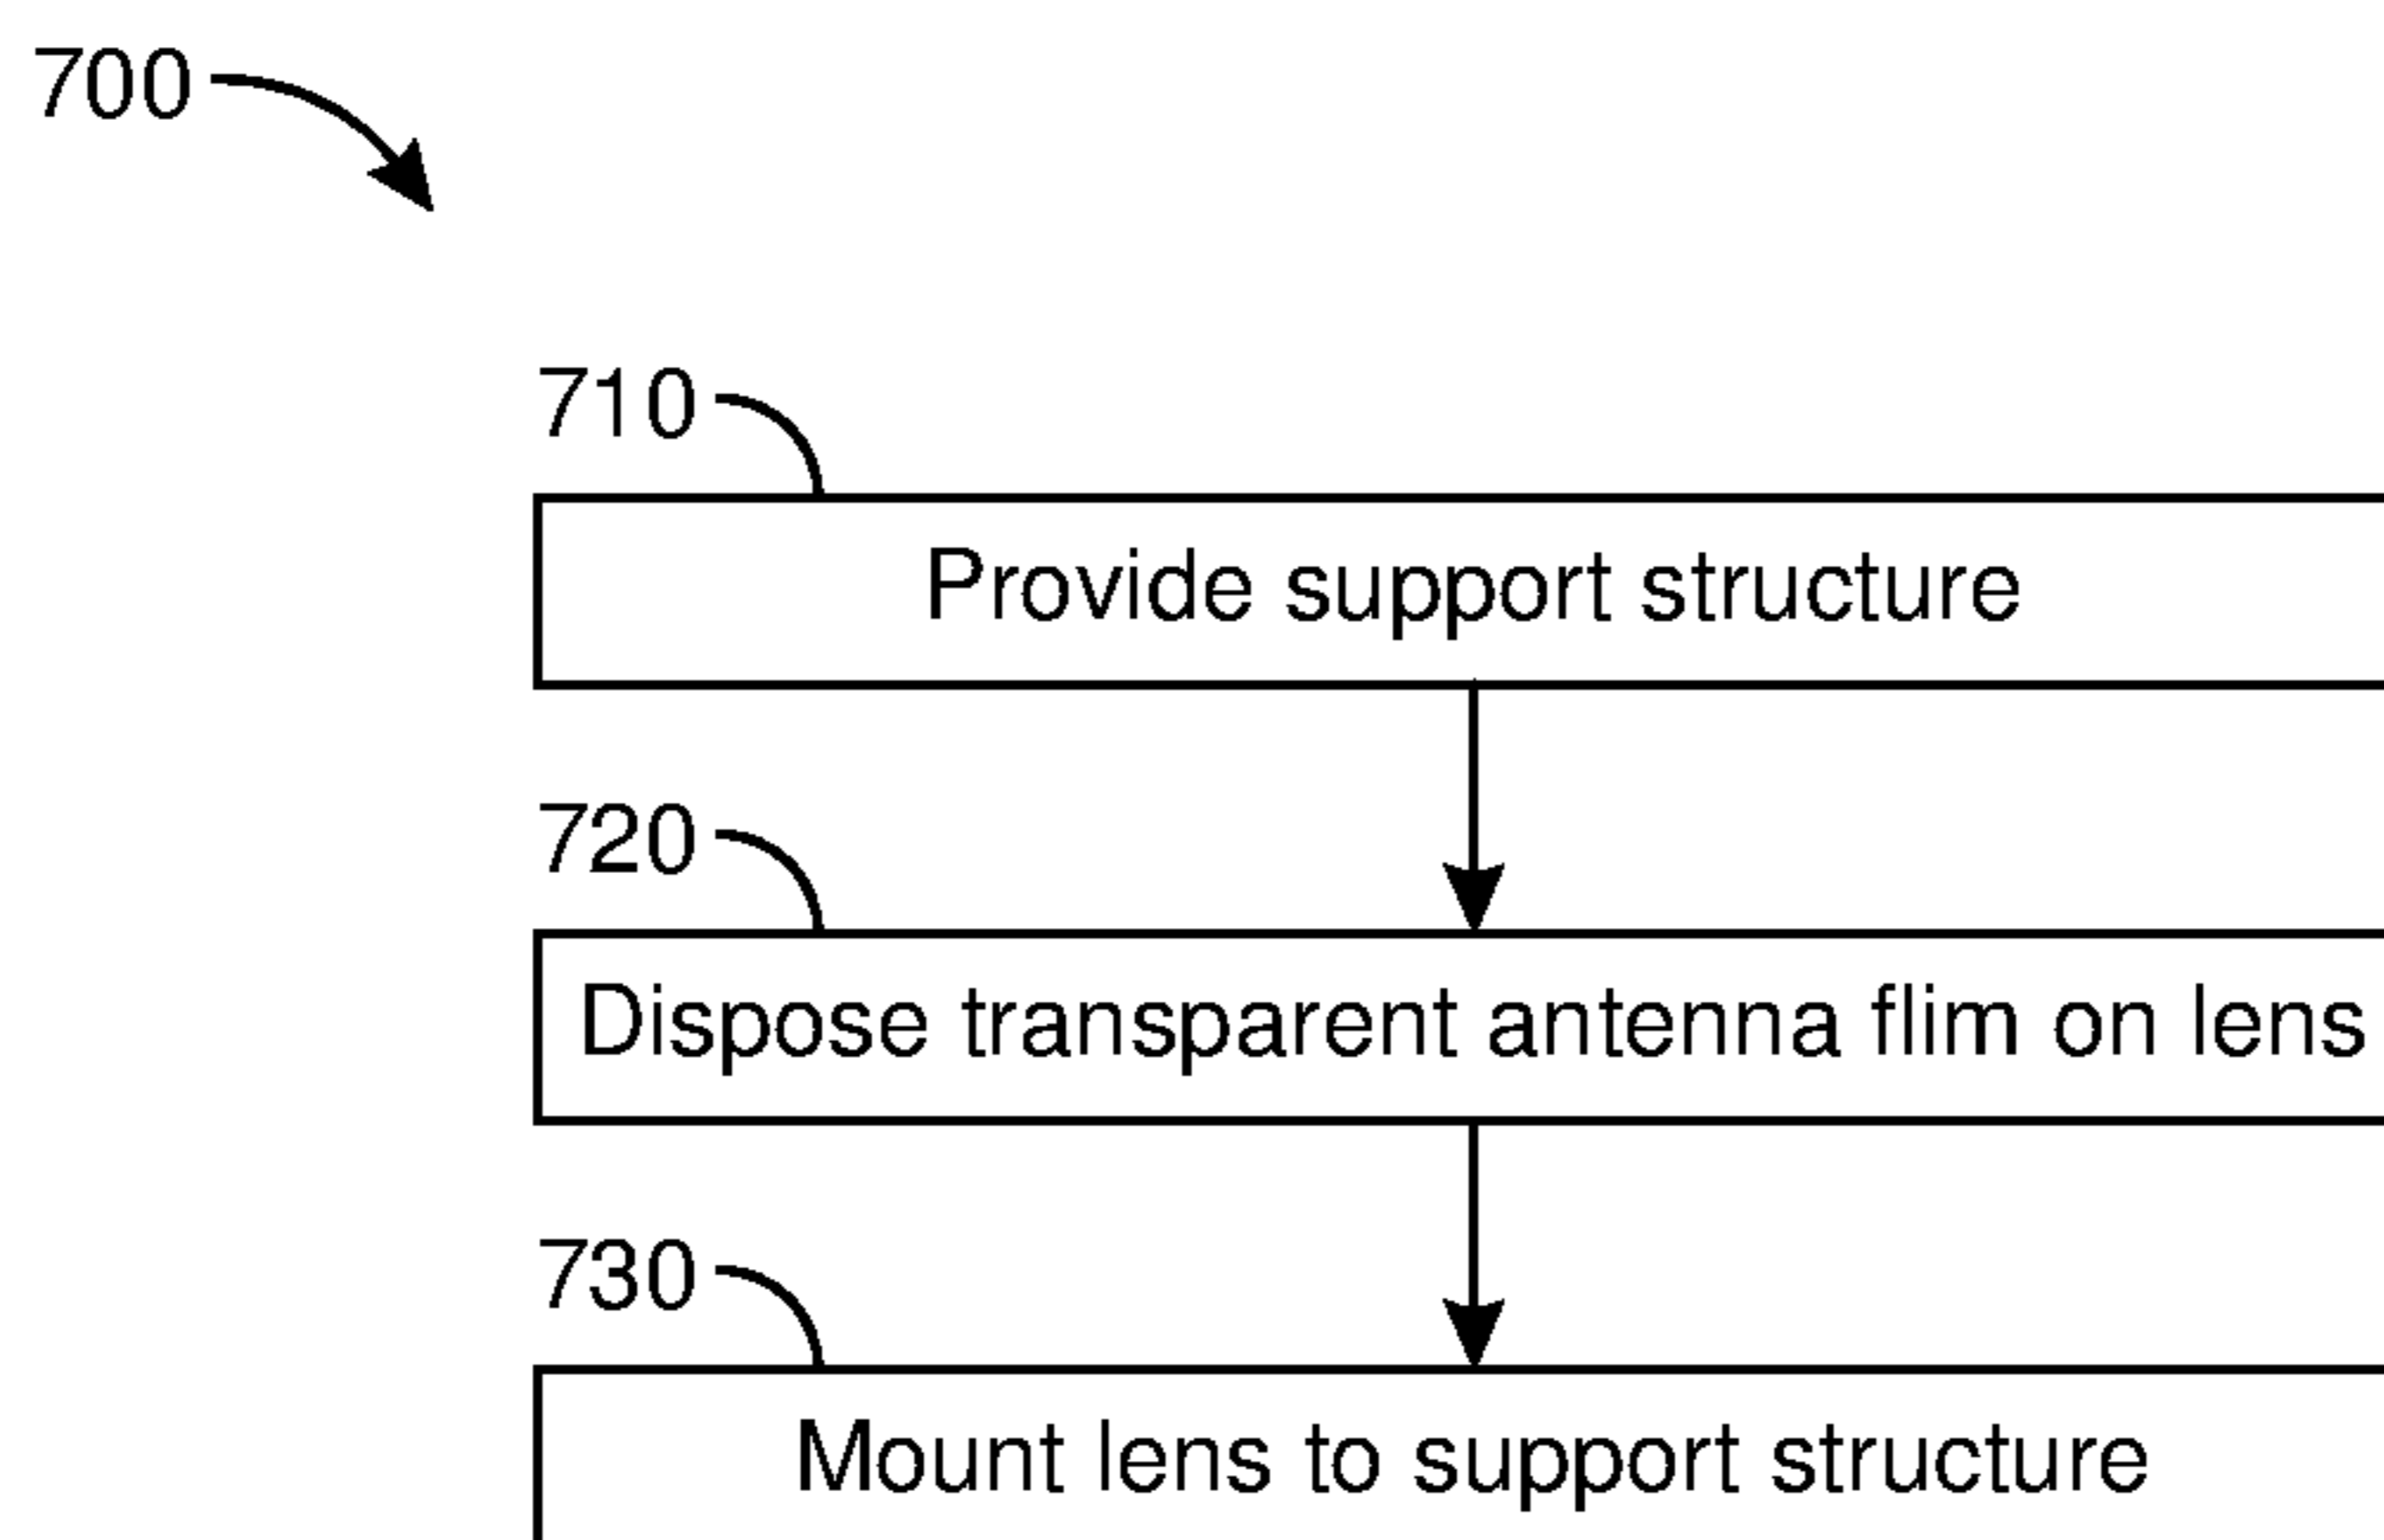 700
710
Provide support structure
720
Dispose transparent antenna flim on lens
730
Mount lens to support structure